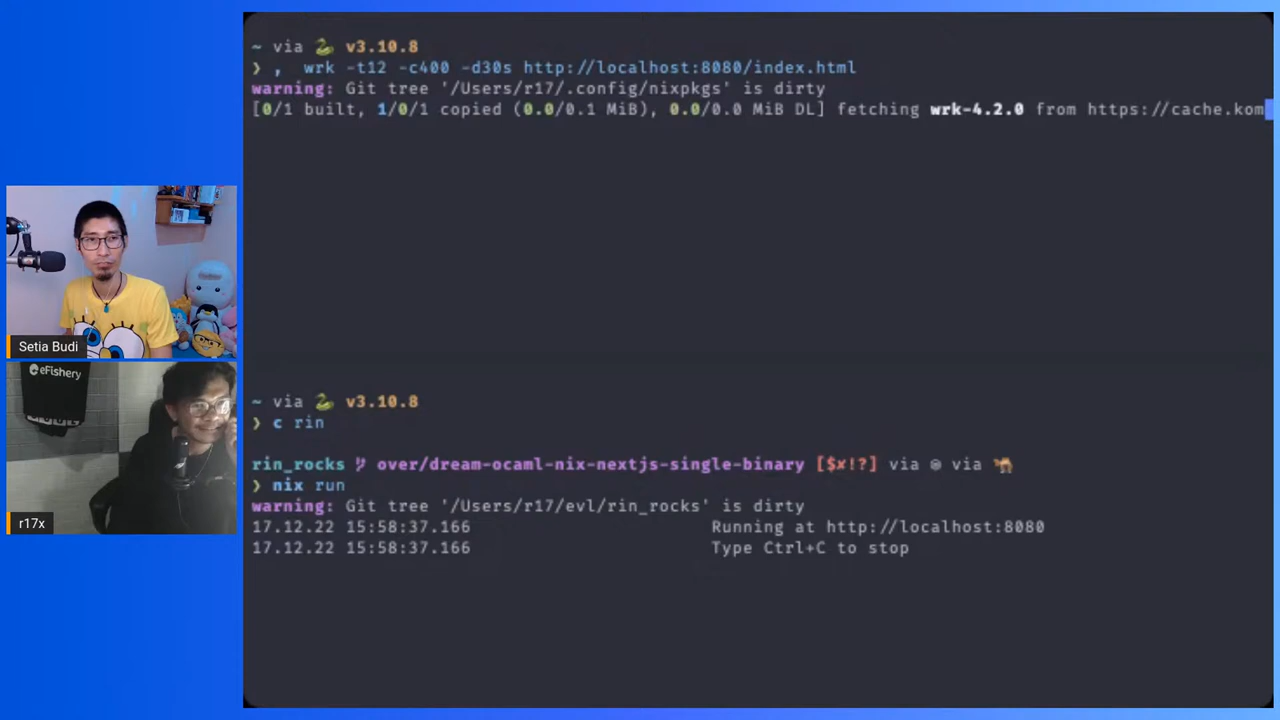 ~ via 🐍 v3.10.8
❯ , wrk -t12 -c400 -d30s http://localhost:8080/index.html
warning: Git tree '/Users/r17/.config/nixpkgs' is dirty
[0/1 built, 1/0/1 copied (0.0/0.1 MiB), 0.0/0.0 MiB DL] fetching wrk-4.2.0 from https://cache.kom
Setia Budi
eFishery
r17x
~ via 🐍 v3.10.8
❯ c rin
rin_rocks over/dream-ocaml-nix-nextjs-single-binary [$✘!?] via via 🐫
❯ nix run
warning: Git tree '/Users/r17/evl/rin_rocks' is dirty
17.12.22 15:58:37.166 Running at http://localhost:8080
17.12.22 15:58:37.166 Type Ctrl+C to stop